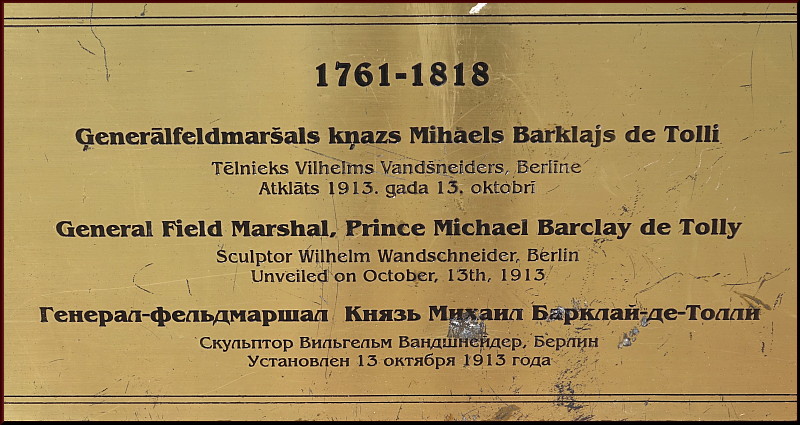 1761-1818
Ģenerālfeldmaršals kņazs Mihaels Barklajs de Tolli
Tēlnieks Vilhelms Vandšneiders, Berlīne
Atklāts 1913. gada 13. oktobrī
General Field Marshal, Prince Michael Barclay de Tolly
Sculptor Wilhelm Wandschneider, Berlin
Unveiled on October, 13th, 1913
Генерал-фельдмаршал Князь Михаил Барклай-де-Толли
Скульптор Вильгельм Вандшнейдер, Берлин
Установлен 13 октября 1913 года